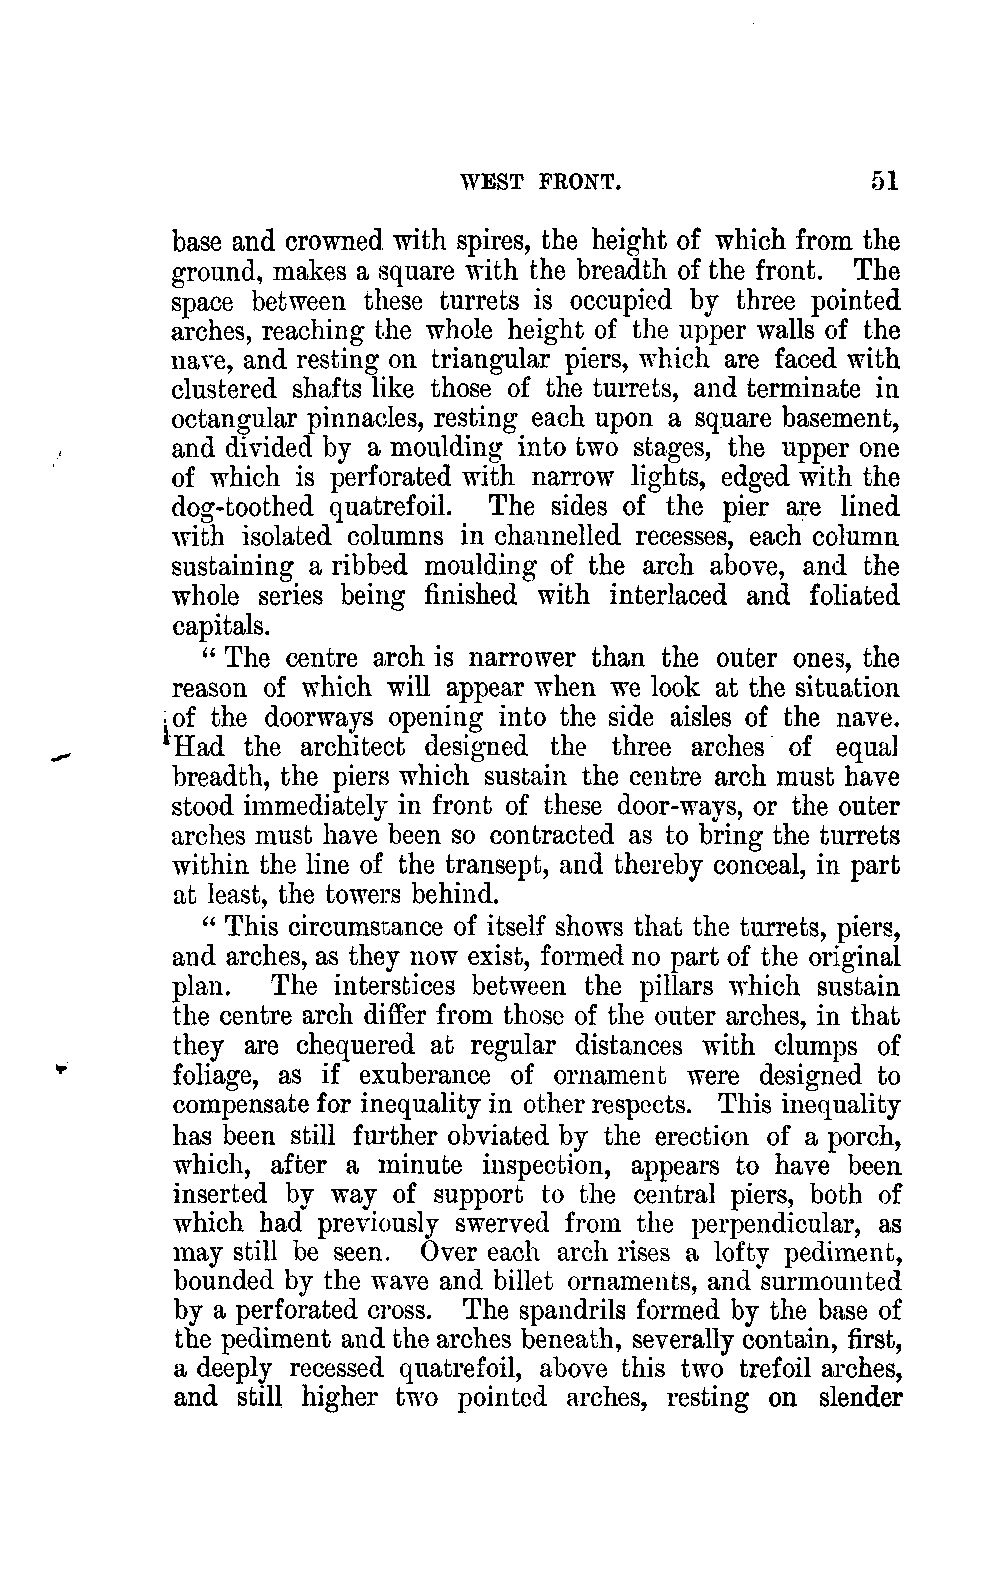 WEST FRONT. 51
base and crowned with spires, the height of which from the
ground, makes a square with the breadth of the front. The
space between these turrets is occupied by three pointed
arches, reaching the whole height of the upper walls of the
nave, and resting on triangular piers, which are faced with
clustered shafts like those of the turrets, and terminate in
octangular pinnacles, resting each upon a square basement,
and divided by a moulding into two stages, the upper one
of which is perforated with narrow lights, edged with the
dog-toothed quatrefoil. The sides of the pier are lined
with isolated columns in channelled recesses, each column
sustaining a ribbed moulding of the arch above, and the
whole series being finished with interlaced and foliated
capitals.
“ The centre arch is narrower than the outer ones, the
reason of which will appear when we look at the situation
of the doorways opening into the side aisles of the nave.
Had the architect designed the three arches of equal
breadth, the piers which sustain the centre arch must have
stood immediately in front of these door-ways, or the outer
arches must have been so contracted as to bring the turrets
within the line of the transept, and thereby conceal, in part
at least, the towers behind.
“ This circumstance of itself shows that the turrets, piers,
and arches, as they now exist, formed no part of the original
plan. The interstices between the pillars which sustain
the centre arch differ from those of the outer arches, in that
they are chequered at regular distances with clumps of
foliage, as if exuberance of ornament were designed to
compensate for inequality in other respects. This inequality
has been still further obviated by the erection of a porch,
which, after a minute inspection, appears to have been
inserted by way of support to the central piers, both of
which had previously swerved from the perpendicular, as
may still be seen. Over each arch rises a lofty pediment,
bounded by the wave and billet ornaments, and surmounted
by a perforated cross. The spandrils formed by the base of
the pediment and the arches beneath, severally contain, first,
a deeply recessed quatrefoil, above this two trefoil arches,
and still higher two pointed arches, resting on slender